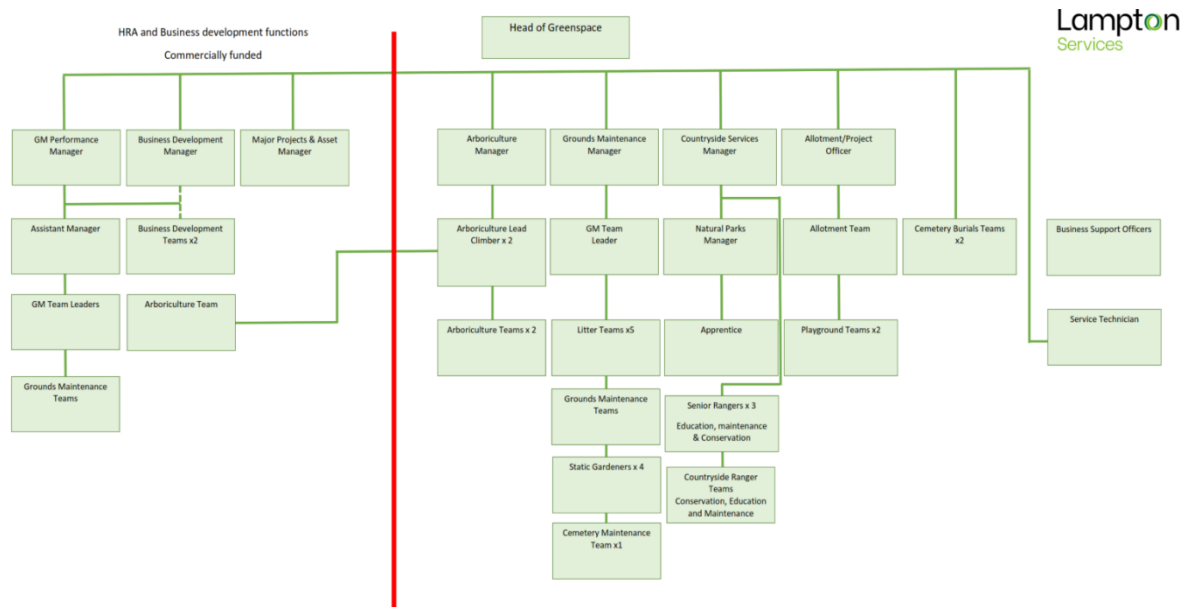 HRA and Business development functions
Commercially funded
Head of Greenspace
Lampton
Services
GM Performance
Manager
Business Development
Manager
Major Projects & Asset
Manager
Arboriculture
Manager
Grounds Maintenance
Manager
Countryside Services
Manager
Allotment/Project
Officer
Assistant Manager
Business Development
Teams x2
Arboriculture Lead
Climber x 2
GM Team
Leader
Natural Parks
Manager
Allotment Team
Cemetery Burials Teams
x2
Business Support Officers
GM Team Leaders
Arboriculture Team
Arboriculture Teams x 2
Litter Teams x5
Apprentice
Playground Teams x2
Service Technician
Grounds Maintenance
Teams
Grounds Maintenance
Teams
Senior Rangers x 3
Education, maintenance
& Conservation
Static Gardeners x 4
Countryside Ranger
Teams
Conservation, Education
and Maintenance
Cemetery Maintenance
Team x1